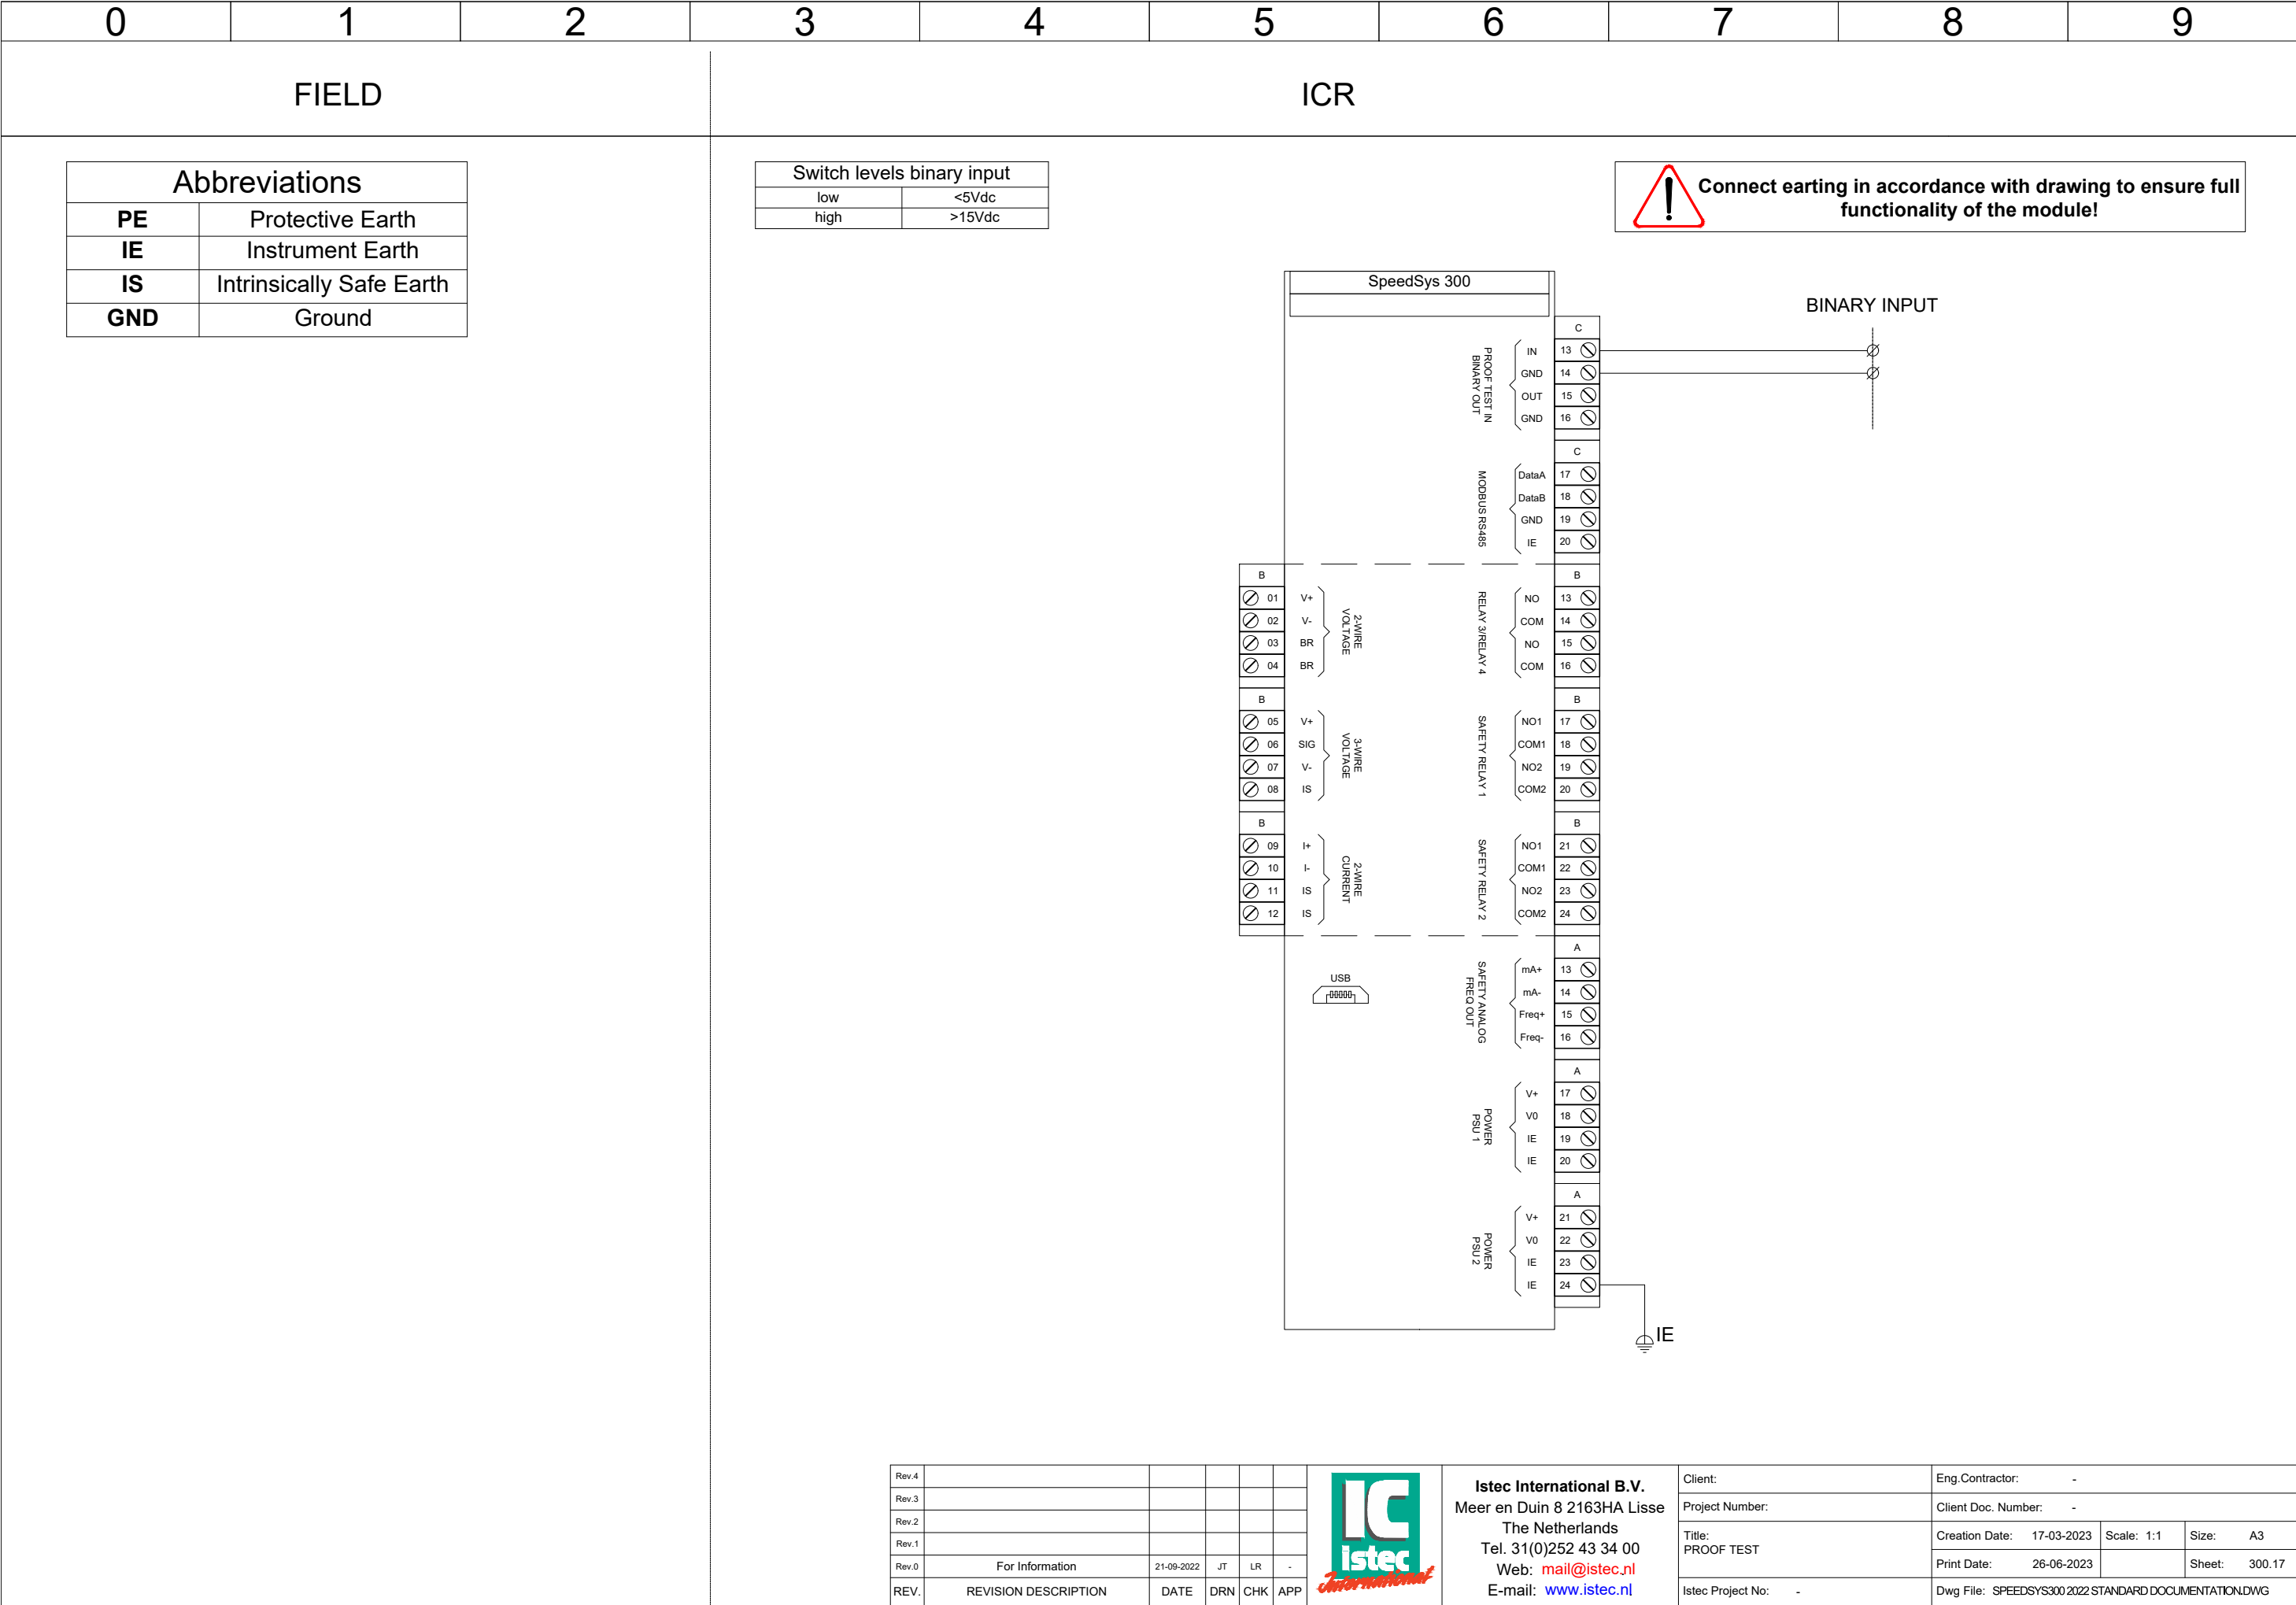 0 1 2 3 4 5 6 7 8 9
FIELD
ICR
Abbreviations
PE Protective Earth
IE Instrument Earth
IS Intrinsically Safe Earth
GND Ground
Switch levels binary input
low <5Vdc
high >15Vdc
Connect earting in accordance with drawing to ensure full
functionality of the module!
SpeedSys 300
BINARY INPUT
PROOF TEST IN
BINARY OUT
C
IN 13
GND 14
OUT 15
GND 16
MODBUS RS485
C
DataA 17
DataB 18
GND 19
IE 20
B
01 V+
02 V-
03 BR
04 BR
2-WIRE
VOLTAGE
RELAY 3/RELAY 4
B
NO 13
COM 14
NO 15
COM 16
B
05 V+
06 SIG
07 V-
08 IS
3-WIRE
VOLTAGE
SAFETY RELAY 1
B
NO1 17
COM1 18
NO2 19
COM2 20
B
09 I+
10 I-
11 IS
12 IS
2-WIRE
CURRENT
SAFETY RELAY 2
B
NO1 21
COM1 22
NO2 23
COM2 24
USB
SAFETY ANALOG
FREQ OUT
A
mA+ 13
mA- 14
Freq+ 15
Freq- 16
POWER
PSU 1
A
V+ 17
V0 18
IE 19
IE 20
POWER
PSU 2
A
V+ 21
V0 22
IE 23
IE 24
IE
Rev.4
Rev.3
Rev.2
Rev.1
Rev.0 For Information 21-09-2022 JT LR -
REV. REVISION DESCRIPTION DATE DRN CHK APP
IC
istec
International
Istec International B.V.
Meer en Duin 8 2163HA Lisse
The Netherlands
Tel. 31(0)252 43 34 00
Web: mail@istec.nl
E-mail: www.istec.nl
Client:
Project Number:
Title:
PROOF TEST
Istec Project No: -
Eng.Contractor: -
Client Doc. Number: -
Creation Date: 17-03-2023 Scale: 1:1 Size: A3
Print Date: 26-06-2023 Sheet: 300.17
Dwg File: SPEEDSYS300 2022 STANDARD DOCUMENTATION.DWG